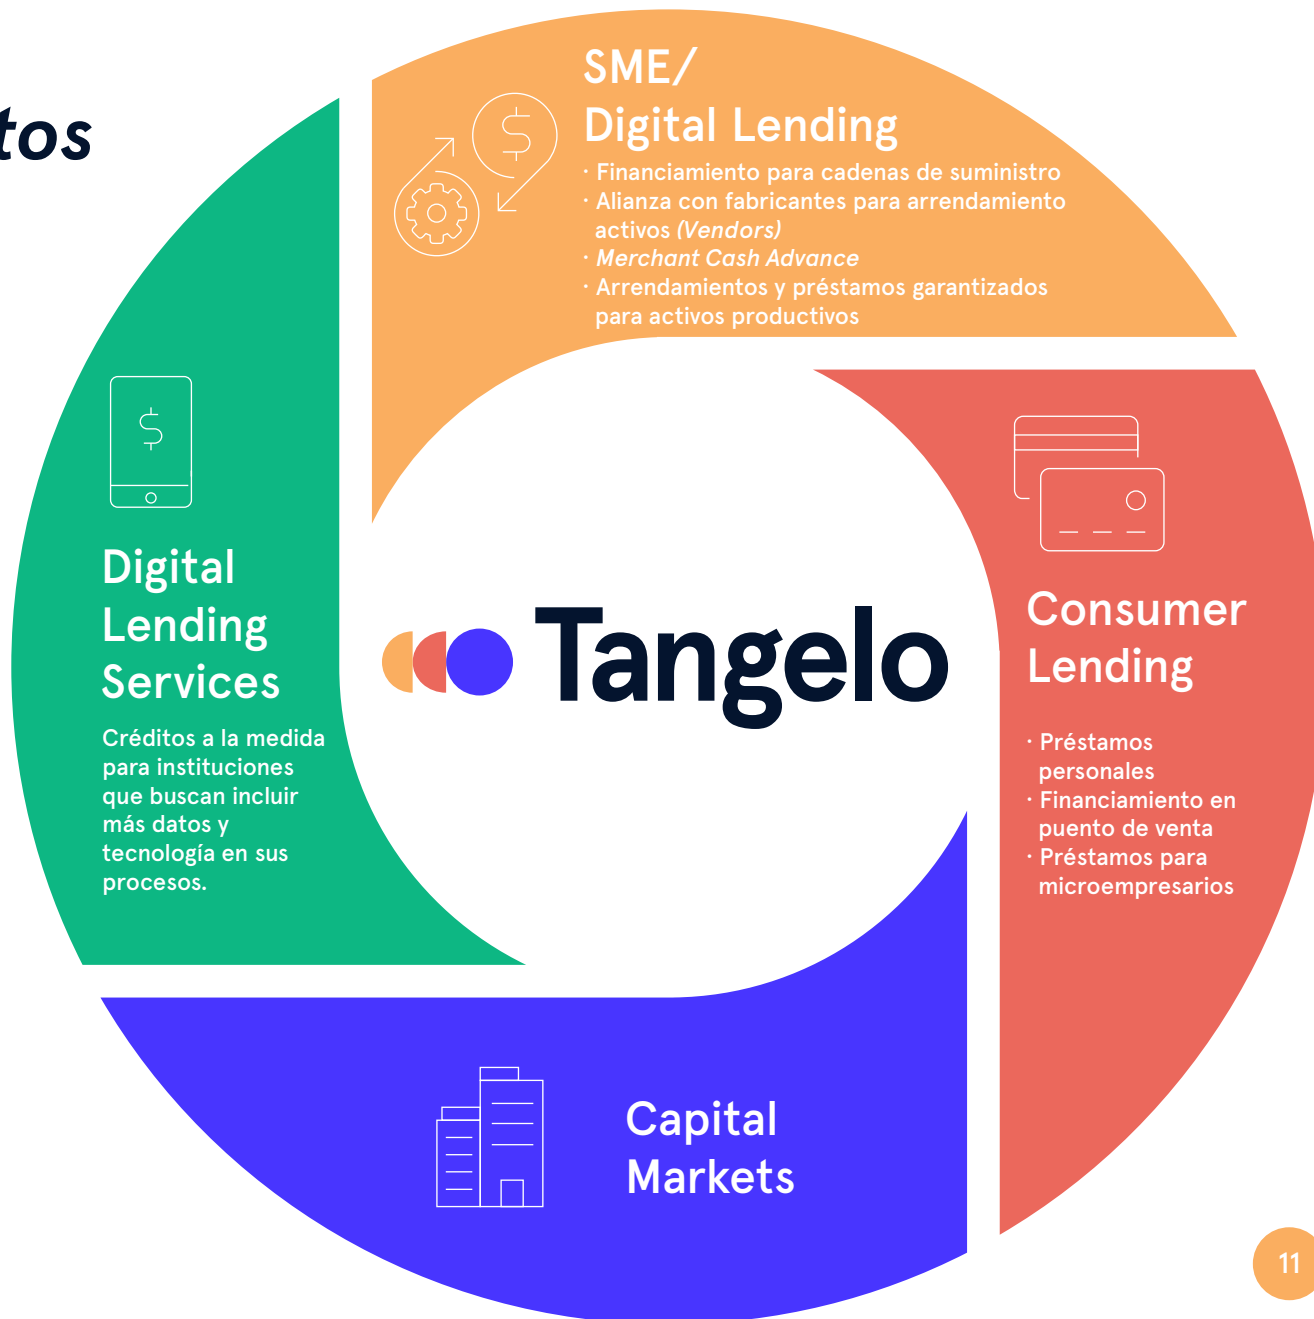 tos
SME/
Digital Lending
· Financiamiento para cadenas de suministro
· Alianza con fabricantes para arrendamiento
activos (Vendors)
· Merchant Cash Advance
· Arrendamientos y préstamos garantizados
para activos productivos
Digital
Lending
Services
Créditos a la medida
para instituciones
que buscan incluir
más datos y
tecnología en sus
procesos.
Tangelo
Consumer
Lending
· Préstamos
personales
· Financiamiento en
puento de venta
· Préstamos para
microempresarios
Capital
Markets
11